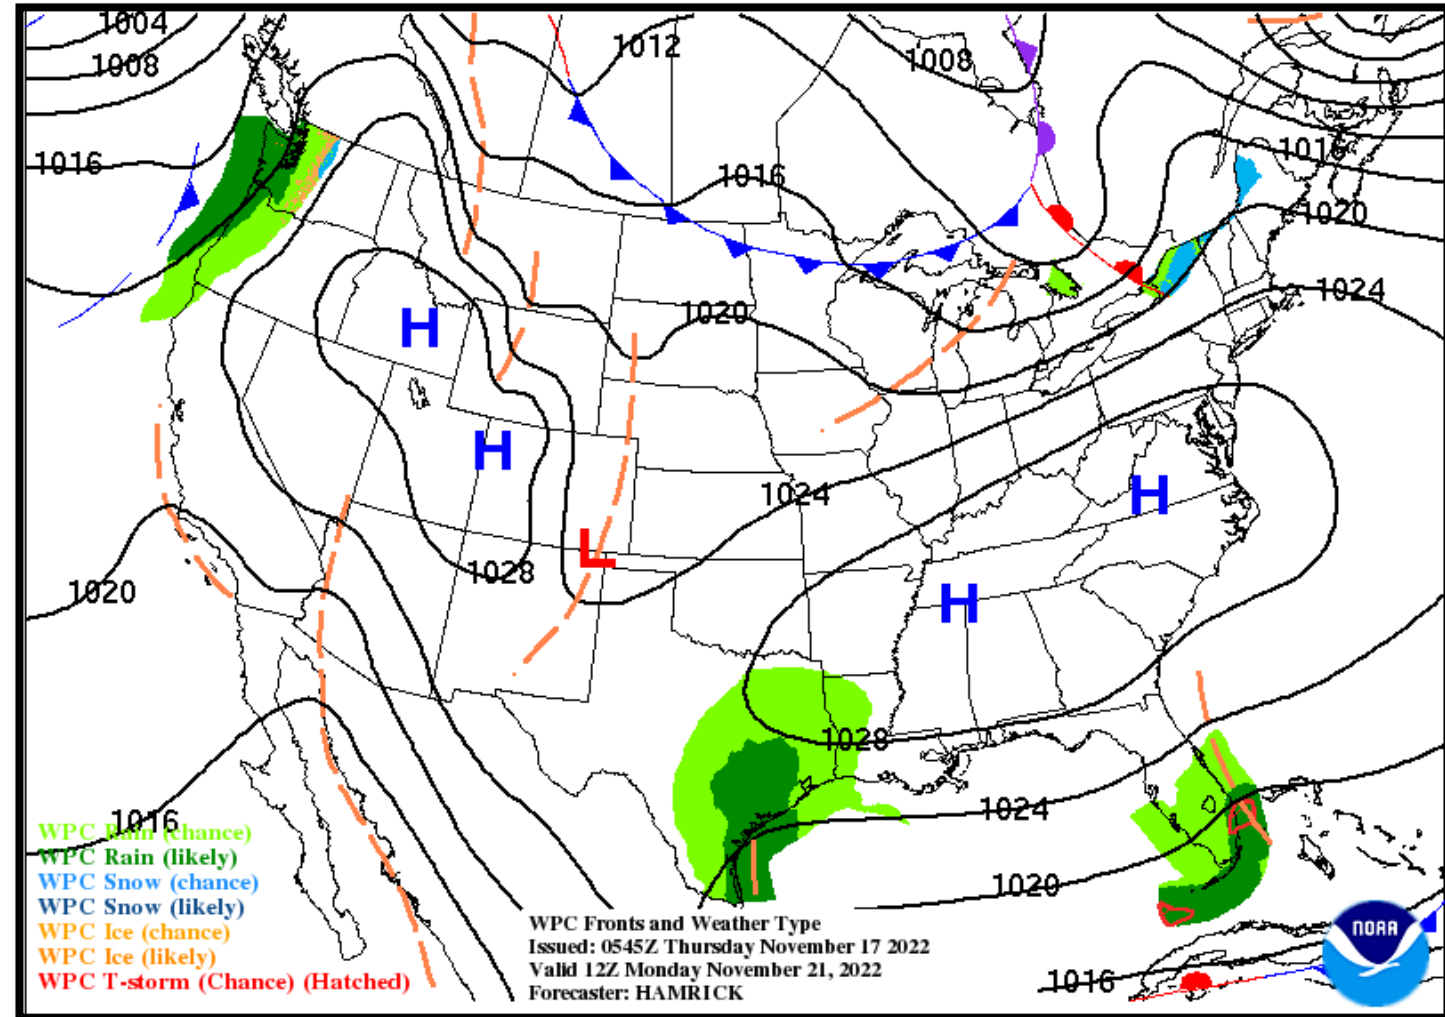 1004
1012
1008
1008
1016
1016
1016
1020
1024
1020
H
H
1024
H
1020
L
1028
H
1028
1024
1016
1020
1016
WPC Rain (chance)
WPC Rain (likely)
WPC Snow (chance)
WPC Snow (likely)
WPC Ice (chance)
WPC Ice (likely)
WPC T-storm (Chance) (Hatched)
WPC Fronts and Weather Type
Issued: 0545Z Thursday November 17 2022
Valid 12Z Monday November 21, 2022
Forecaster: HAMRICK
NOAA